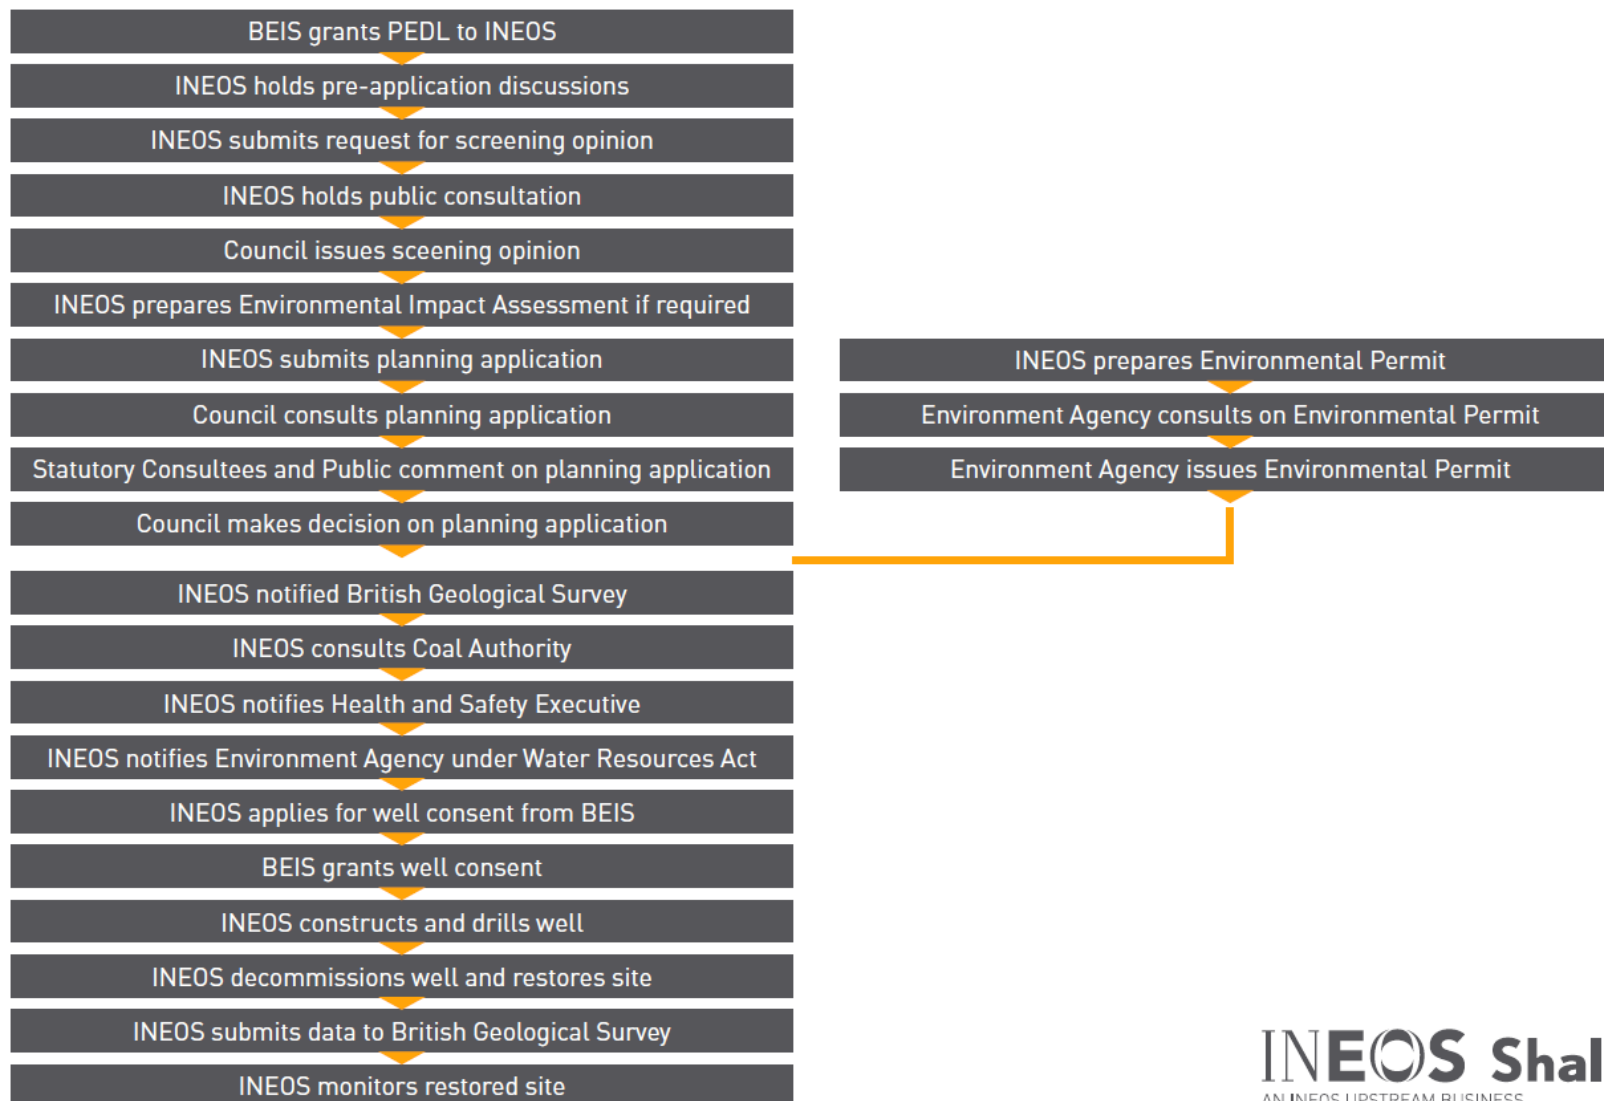 BEIS grants PEDL to INEOS
INEOS holds pre-application discussions
INEOS submits request for screening opinion
INEOS holds public consultation
Council issues sceening opinion
INEOS prepares Environmental Impact Assessment if required
INEOS submits planning application
Council consults planning application
Statutory Consultees and Public comment on planning application
Council makes decision on planning application
INEOS prepares Environmental Permit
Environment Agency consults on Environmental Permit
Environment Agency issues Environmental Permit
INEOS notified British Geological Survey
INEOS consults Coal Authority
INEOS notifies Health and Safety Executive
INEOS notifies Environment Agency under Water Resources Act
INEOS applies for well consent from BEIS
BEIS grants well consent
INEOS constructs and drills well
INEOS decommissions well and restores site
INEOS submits data to British Geological Survey
INEOS monitors restored site
INEOS Shal
AN INEOS UPSTREAM BUSINESS